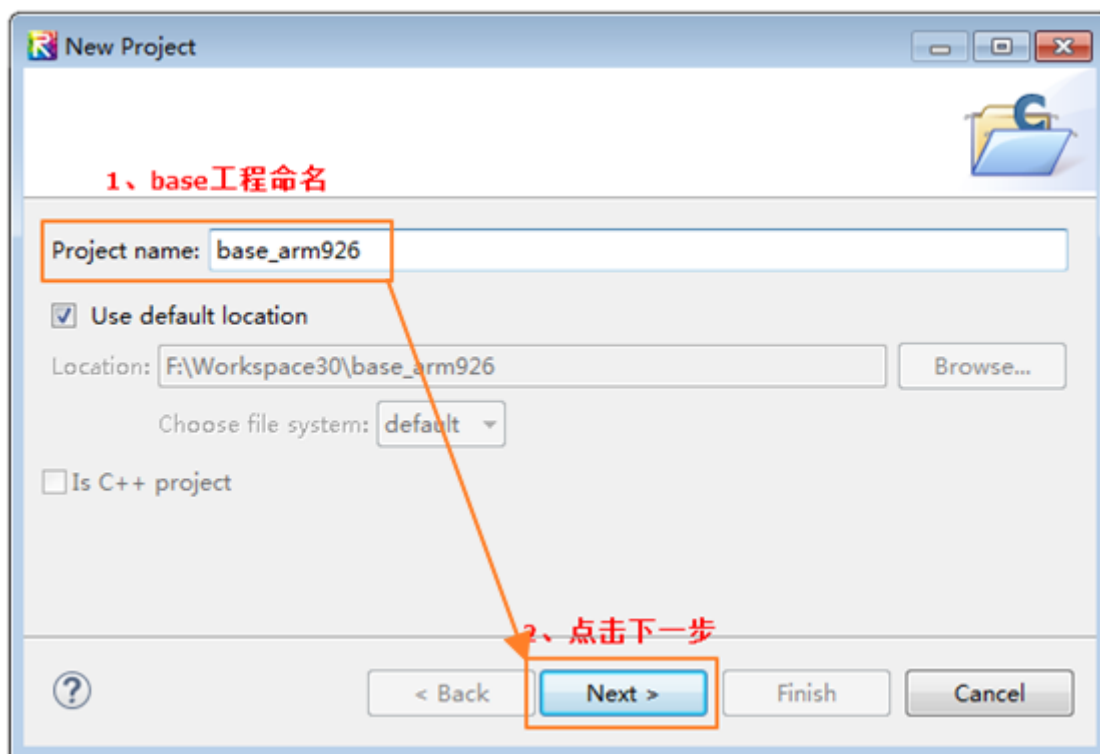 New Project
1、base工程命名
Project name: base_arm926
Use default location
Location: F:\Workspace30\base_arm926 Browse...
Choose file system: default
Is C++ project
2、点击下一步
< Back Next > Finish Cancel